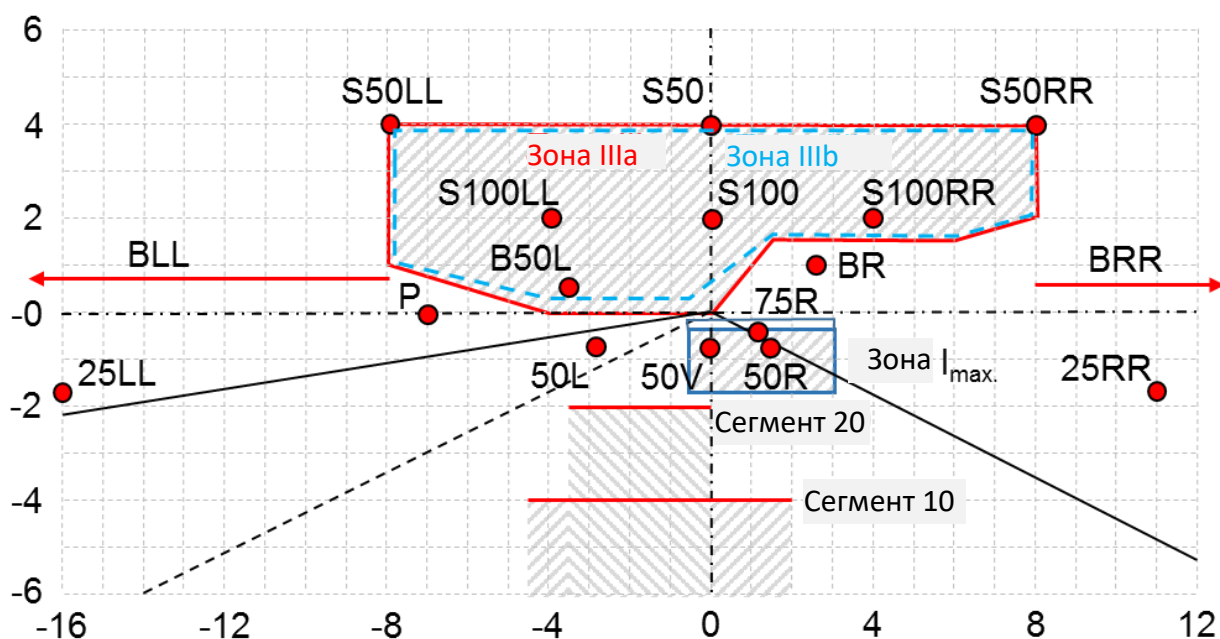 6
S50LL
S50
S50RR
4
Зона IIIa
Зона IIIb
S100LL
S100
S100RR
2
BLL
B50L
BR
BRR
P
75R
-0
25LL
50L
50V
50R
Зона Imax.
25RR
-2
Сегмент 20
-4
Сегмент 10
-6
-16
-12
-8
-4
0
4
8
12